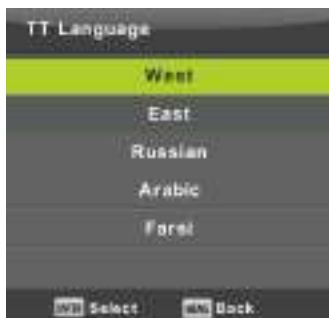 TT Language
West
East
Russian
Arabic
Farsi
Select Back